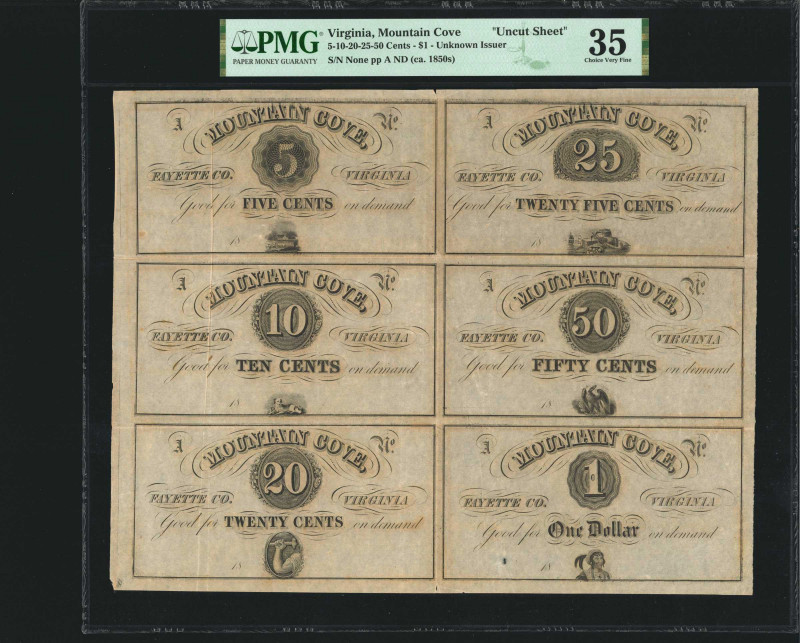 PMG
PAPER MONEY GUARANTY
Virginia, Mountain Cove "Uncut Sheet"
5-10-20-25-50 Cents - $1 - Unknown Issuer
S/N None pp A ND (ca. 1850s)
35
Choice Very Fine
A MOUNTAIN COVE, No.
5
FAYETTE CO. VIRGINIA
Good for FIVE CENTS on demand
18
A MOUNTAIN COVE, No.
25
FAYETTE CO. VIRGINIA
Good for TWENTY FIVE CENTS on demand
18
A MOUNTAIN COVE, No.
10
FAYETTE CO. VIRGINIA
Good for TEN CENTS on demand
18
A MOUNTAIN COVE, No.
50
FAYETTE CO. VIRGINIA
Good for FIFTY CENTS on demand
18
A MOUNTAIN COVE, No.
20
FAYETTE CO. VIRGINIA
Good for TWENTY CENTS on demand
18
A MOUNTAIN COVE, No.
1
FAYETTE CO. VIRGINIA
Good for One Dollar on demand
18